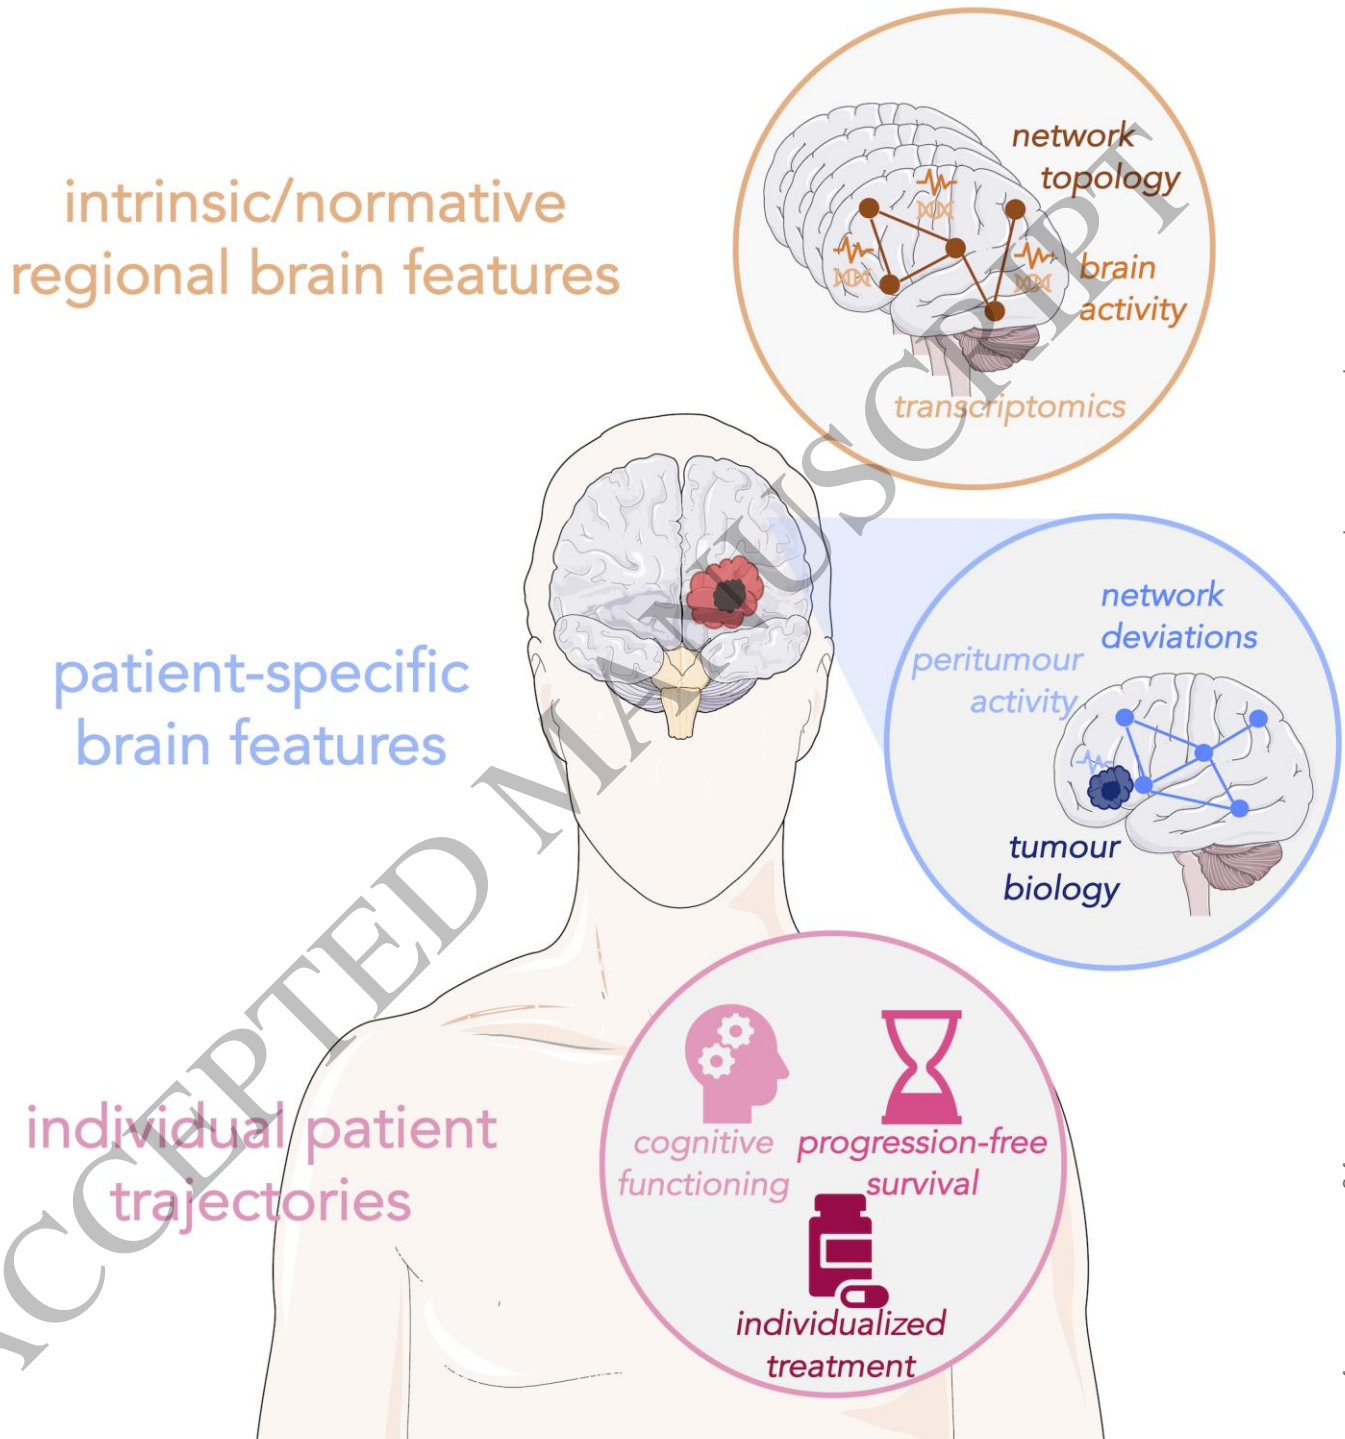 intrinsic/normative
regional brain features
network
topology
brain
activity
transcriptomics
patient-specific
brain features
network
deviations
peritumour
activity
tumour
biology
individual patient
trajectories
cognitive
functioning
progression-free
survival
individualized
treatment
ACCEPTED MANUSCRIPT